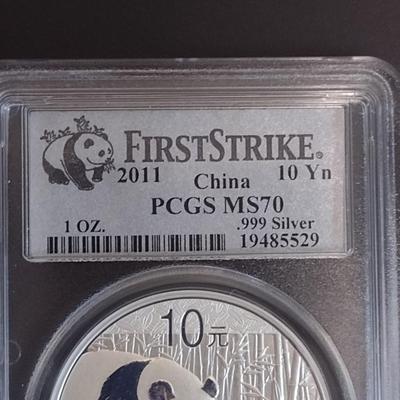 FIRSTSTRIKE®
2011 China 10 Yn
PCGS MS70
1 OZ. .999 Silver
19485529
10元